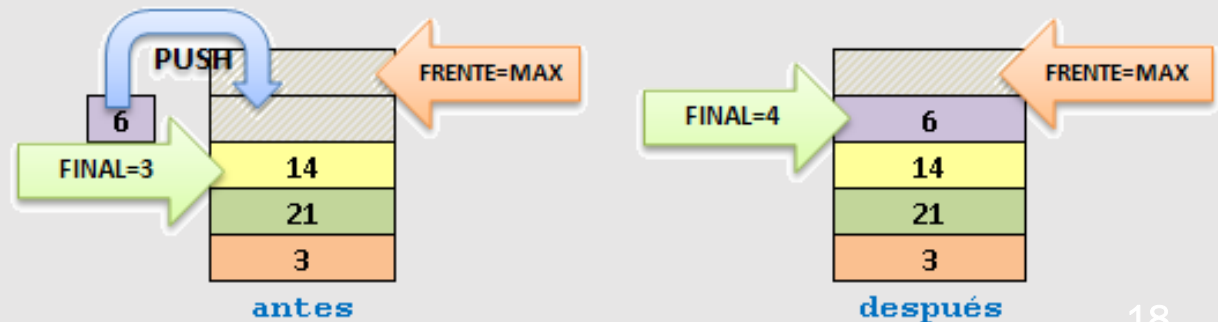 PUSH
FRENTE=MAX
6
FINAL=3
14
21
3
antes
FRENTE=MAX
FINAL=4
6
14
21
3
después
18